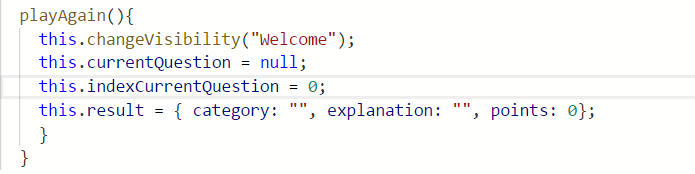 playAgain(){
this.changeVisibility("Welcome");
this.currentQuestion = null;
this.indexCurrentQuestion = 0;
this.result = { category: "", explanation: "", points: 0};
}
}